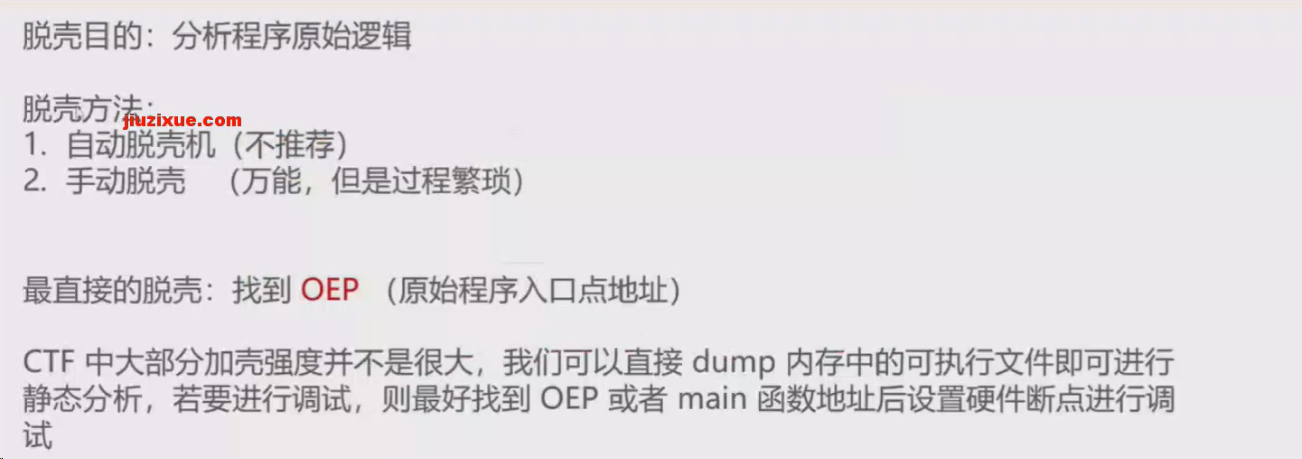 脱壳目的：分析程序原始逻辑
脱壳方法：
jiuzixue.com
1. 自动脱壳机（不推荐）
2. 手动脱壳 （万能，但是过程繁琐）
最直接的脱壳：找到 OEP （原始程序入口点地址）
CTF 中大部分加壳强度并不是很大，我们可以直接 dump 内存中的可执行文件即可进行
静态分析，若要进行调试，则最好找到 OEP 或者 main 函数地址后设置硬件断点进行调
试